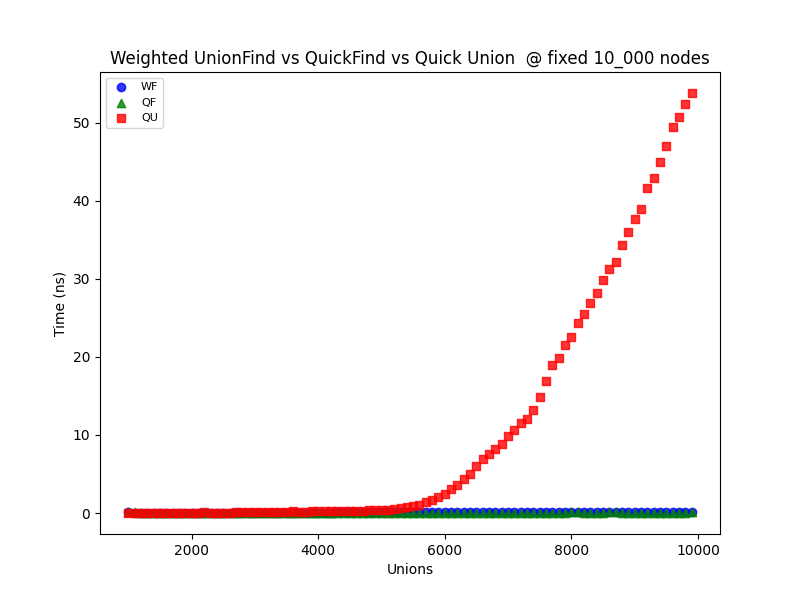 Weighted UnionFind vs QuickFind vs Quick Union  @ fixed 10_000 nodes
WF
QF
QU
50
40
30
20
10
0
Time (ns)
2000 4000 6000 8000 10000
Unions